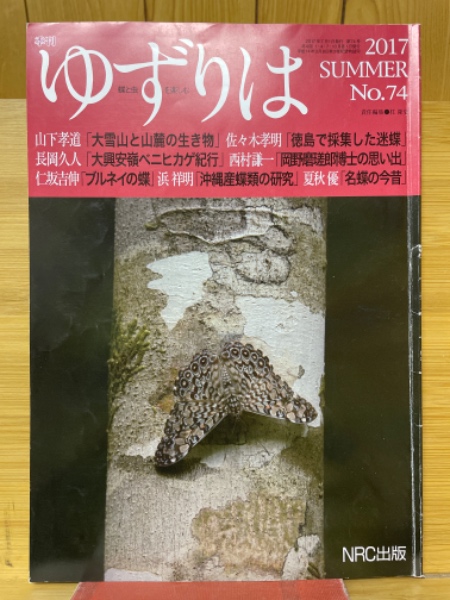 季刊
ゆずりは
2017
SUMMER
No.74
山下孝道「大雪山と山麓の生き物」佐々木孝明「徳島で採集した迷蝶」
長岡久人「大興安嶺ベニヒカゲ紀行」西村謙一「岡野磨瑳郎博士の思い出」
仁坂吉伸「ブルネイの蝶」浜 祥明「沖縄産蝶類の研究」夏秋 優「名蝶の今昔」
NRC出版